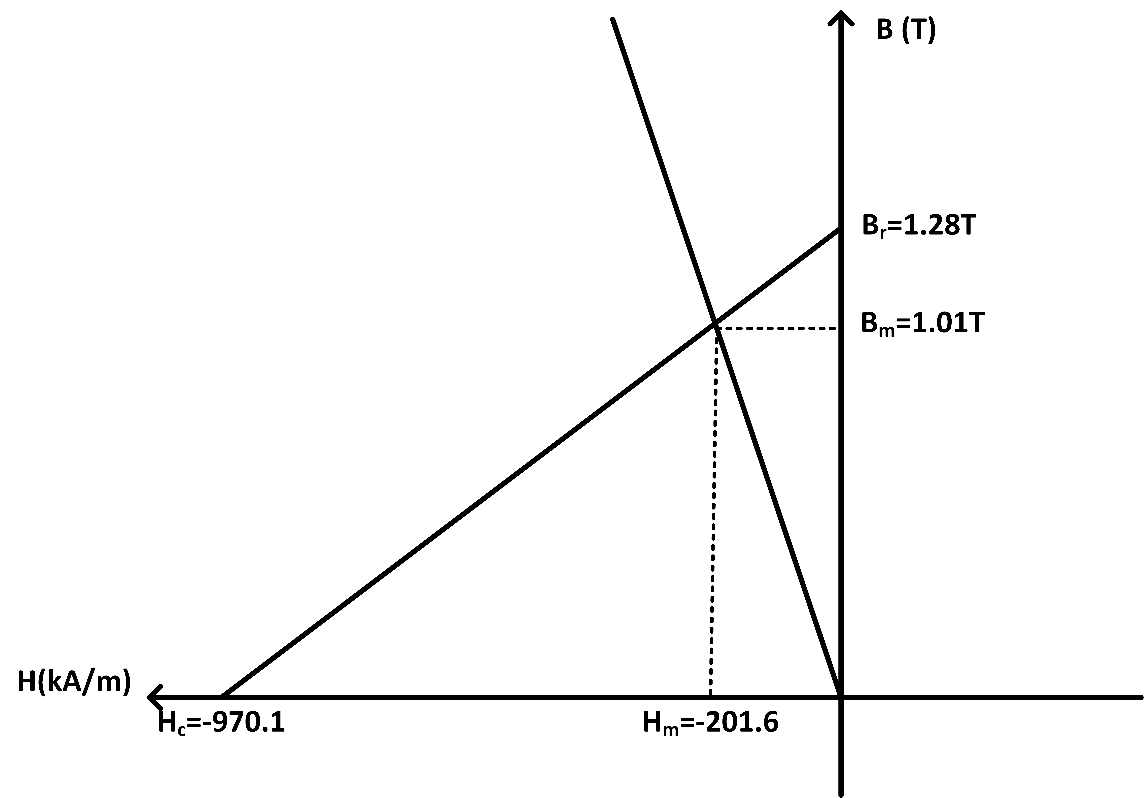 B (T)
Br=1.28T
Bm=1.01T
H(kA/m)
Hc=-970.1
Hm=-201.6